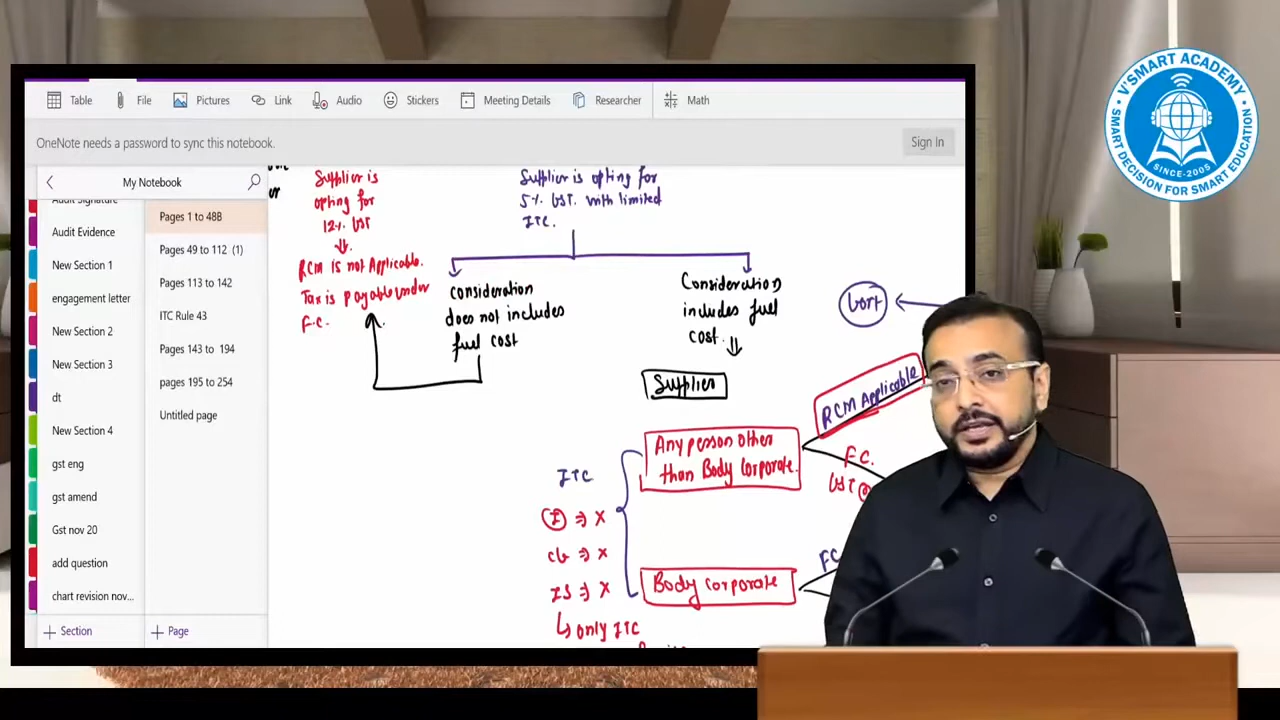 Table
File
Pictures
Link
Audio
Stickers
Meeting Details
Researcher
Math
OneNote needs a password to sync this notebook.
Sign In
My Notebook
Audit Signature
Audit Evidence
New Section 1
engagement letter
New Section 2
New Section 3
dt
New Section 4
gst eng
gst amend
Gst nov 20
add question
chart revision nov...
+ Section
Pages 1 to 48B
Pages 49 to 112 (1)
Pages 113 to 142
ITC Rule 43
Pages 143 to 194
pages 195 to 254
Untitled page
+ Page
Supplier is
opting for
12% GST
RCM is not Applicable.
Tax is payable under
F.C.
Supplier is opting for
5% GST. with limited
ITC.
Consideration
does not includes
fuel cost
Consideration
includes fuel
cost.
Supplier
Any person other
than Body Corporate.
Body Corporate
RCM Applicable
F.C.
GST @
FC
Govt
ITC
I ⇒ X
CG ⇒ X
IS ⇒ X
↳ only ITC
V'SMART ACADEMY
SINCE-2005
SMART DECISION FOR SMART EDUCATION